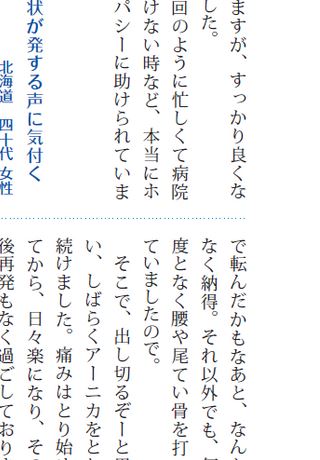 ますが、すっかり良くな
した。
回のように忙しくて病院
けない時など、本当にホ
パシーに助けられていま
状が発する声に気付く
北海道　四十代 女性
で転んだかもなあと、なん
なく納得。それ以外でも、
度となく腰や尾てい骨を打
ていましたので。
そこで、出し切るぞーと
い、しばらくアーニカをと
続けました。痛みはとり始
てから、日々楽になり、そ
後再発もなく過ごしており